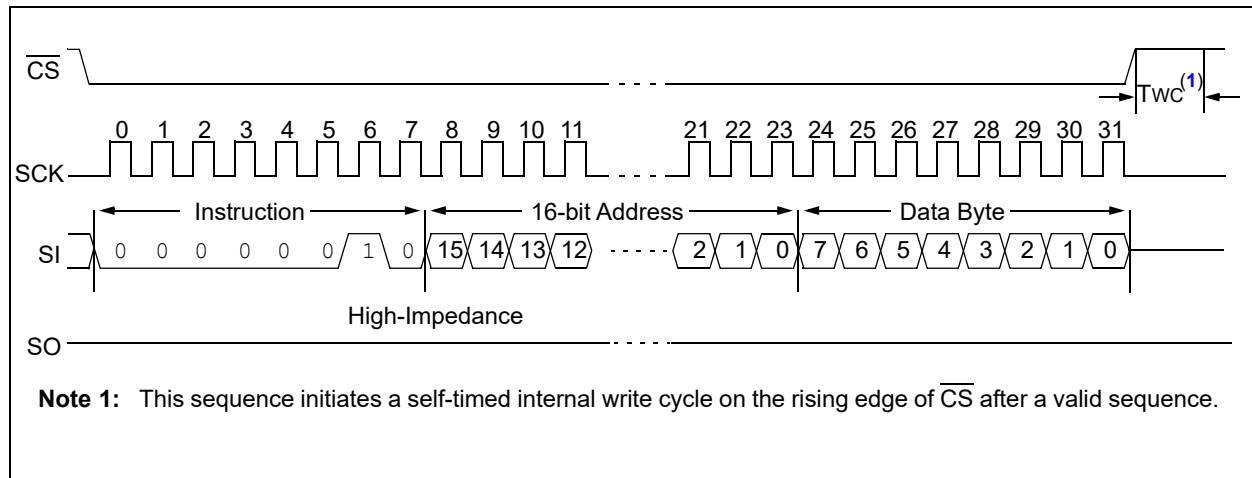 CS
TWC(1)
0 1 2 3 4 5 6 7 8 9 10 11 21 22 23 24 25 26 27 28 29 30 31
SCK
Instruction 16-bit Address Data Byte
SI 0 0 0 0 0 0 1 0 15 14 13 12 2 1 0 7 6 5 4 3 2 1 0
High-Impedance
SO
Note 1: This sequence initiates a self-timed internal write cycle on the rising edge of CS after a valid sequence.